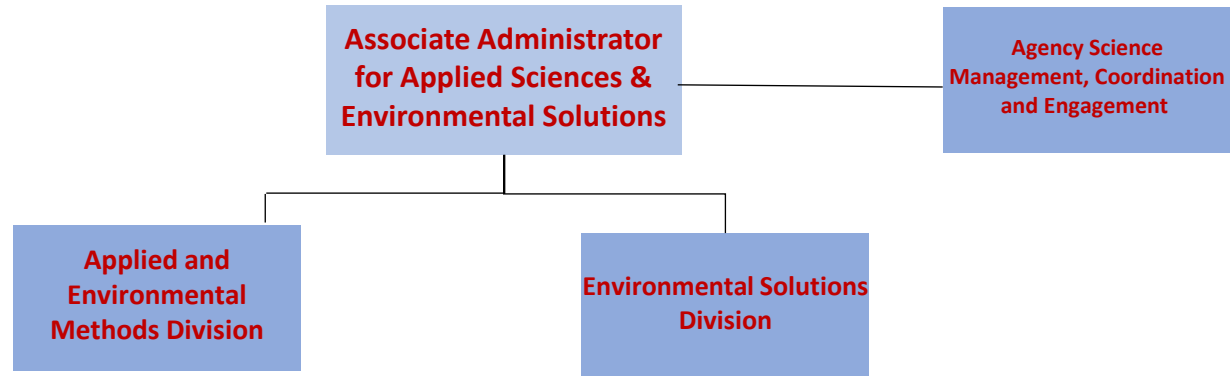 Associate Administrator
for Applied Sciences &
Environmental Solutions
Agency Science
Management, Coordination
and Engagement
Applied and
Environmental
Methods Division
Environmental Solutions
Division